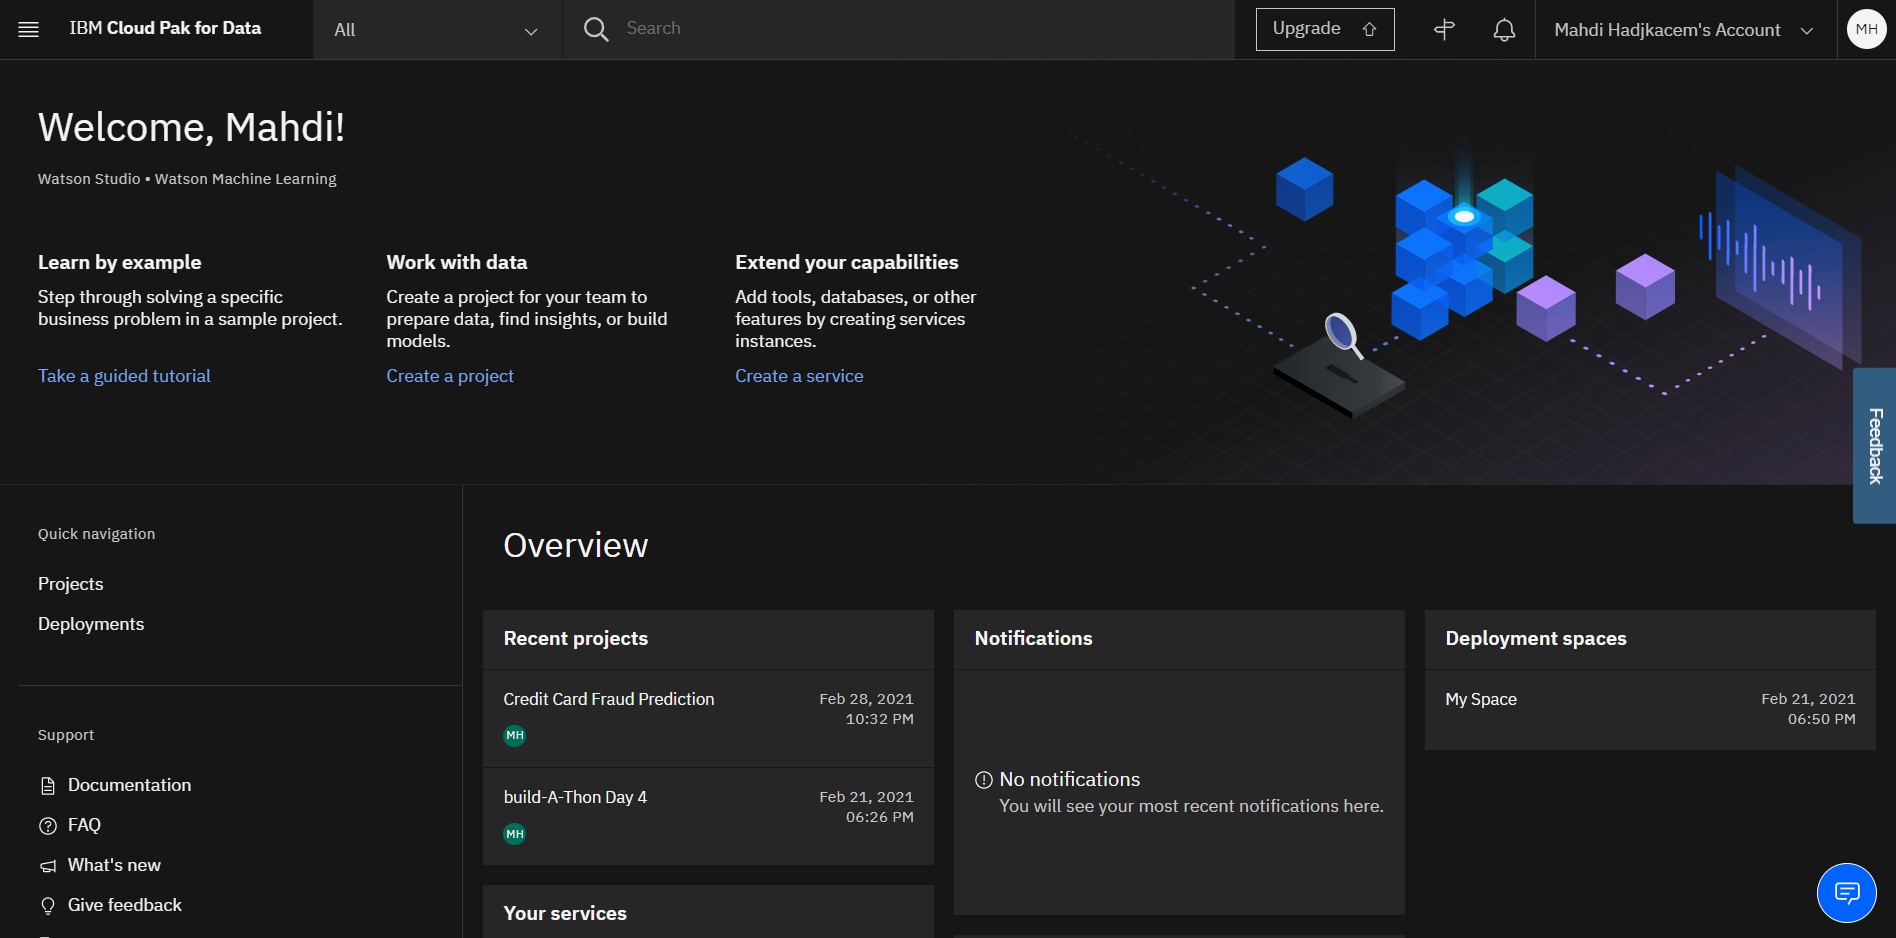 IBM Cloud Pak for Data
All
Search
Upgrade
Mahdi Hadjkacem's Account
MH
Welcome, Mahdi!
Watson Studio • Watson Machine Learning
Learn by example
Step through solving a specific
business problem in a sample project.
Take a guided tutorial
Work with data
Create a project for your team to
prepare data, find insights, or build
models.
Create a project
Extend your capabilities
Add tools, databases, or other
features by creating services
instances.
Create a service
Feedback
Quick navigation
Projects
Deployments
Support
Documentation
FAQ
What's new
Give feedback
Overview
Recent projects
Credit Card Fraud Prediction
Feb 28, 2021
10:32 PM
MH
build-A-Thon Day 4
Feb 21, 2021
06:26 PM
MH
Your services
Notifications
No notifications
You will see your most recent notifications here.
Deployment spaces
My Space
Feb 21, 2021
06:50 PM